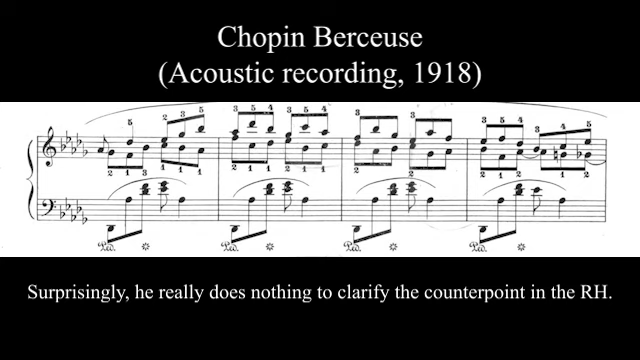 Chopin Berceuse
(Acoustic recording, 1918)
Surprisingly, he really does nothing to clarify the counterpoint in the RH.